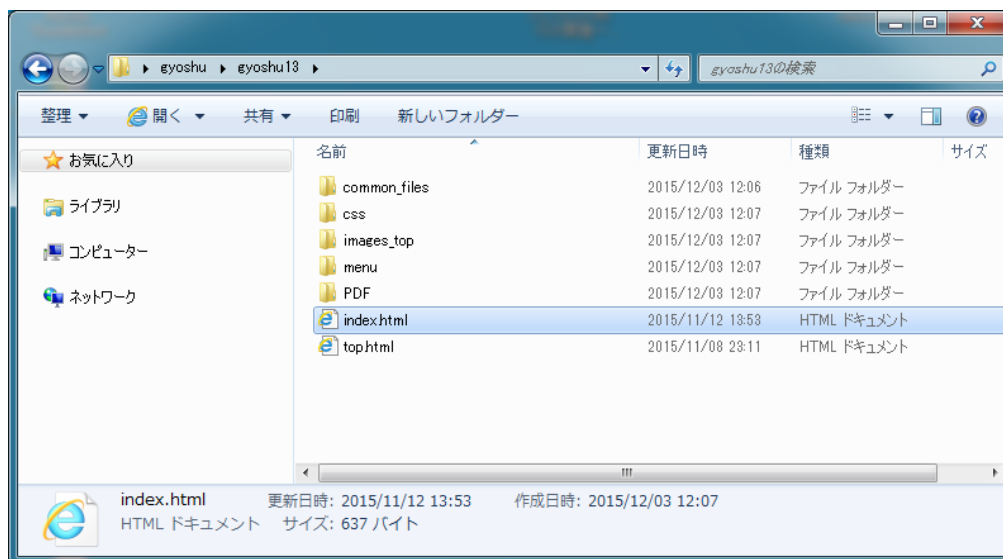 gyoshu gyoshu13 gyoshu13の検索
整理 開く 共有 印刷 新しいフォルダー
お気に入り
ライブラリ
コンピューター
ネットワーク
名前 更新日時 種類 サイズ
common_files 2015/12/03 12:06 ファイル フォルダー
css 2015/12/03 12:07 ファイル フォルダー
images_top 2015/12/03 12:07 ファイル フォルダー
menu 2015/12/03 12:07 ファイル フォルダー
PDF 2015/12/03 12:07 ファイル フォルダー
index.html 2015/11/12 13:53 HTML ドキュメント
top.html 2015/11/08 23:11 HTML ドキュメント
index.html 更新日時: 2015/11/12 13:53 作成日時: 2015/12/03 12:07
HTML ドキュメント サイズ: 637 バイト